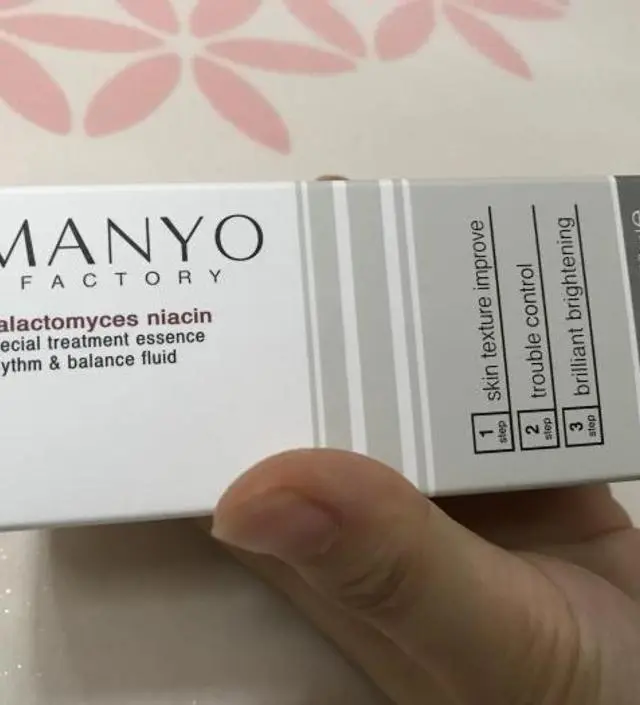 MANYO
FACTORY
alactomyces niacin
ecial treatment essence
ythm & balance fluid
1 step skin texture improve
2 step trouble control
3 step brilliant brightening